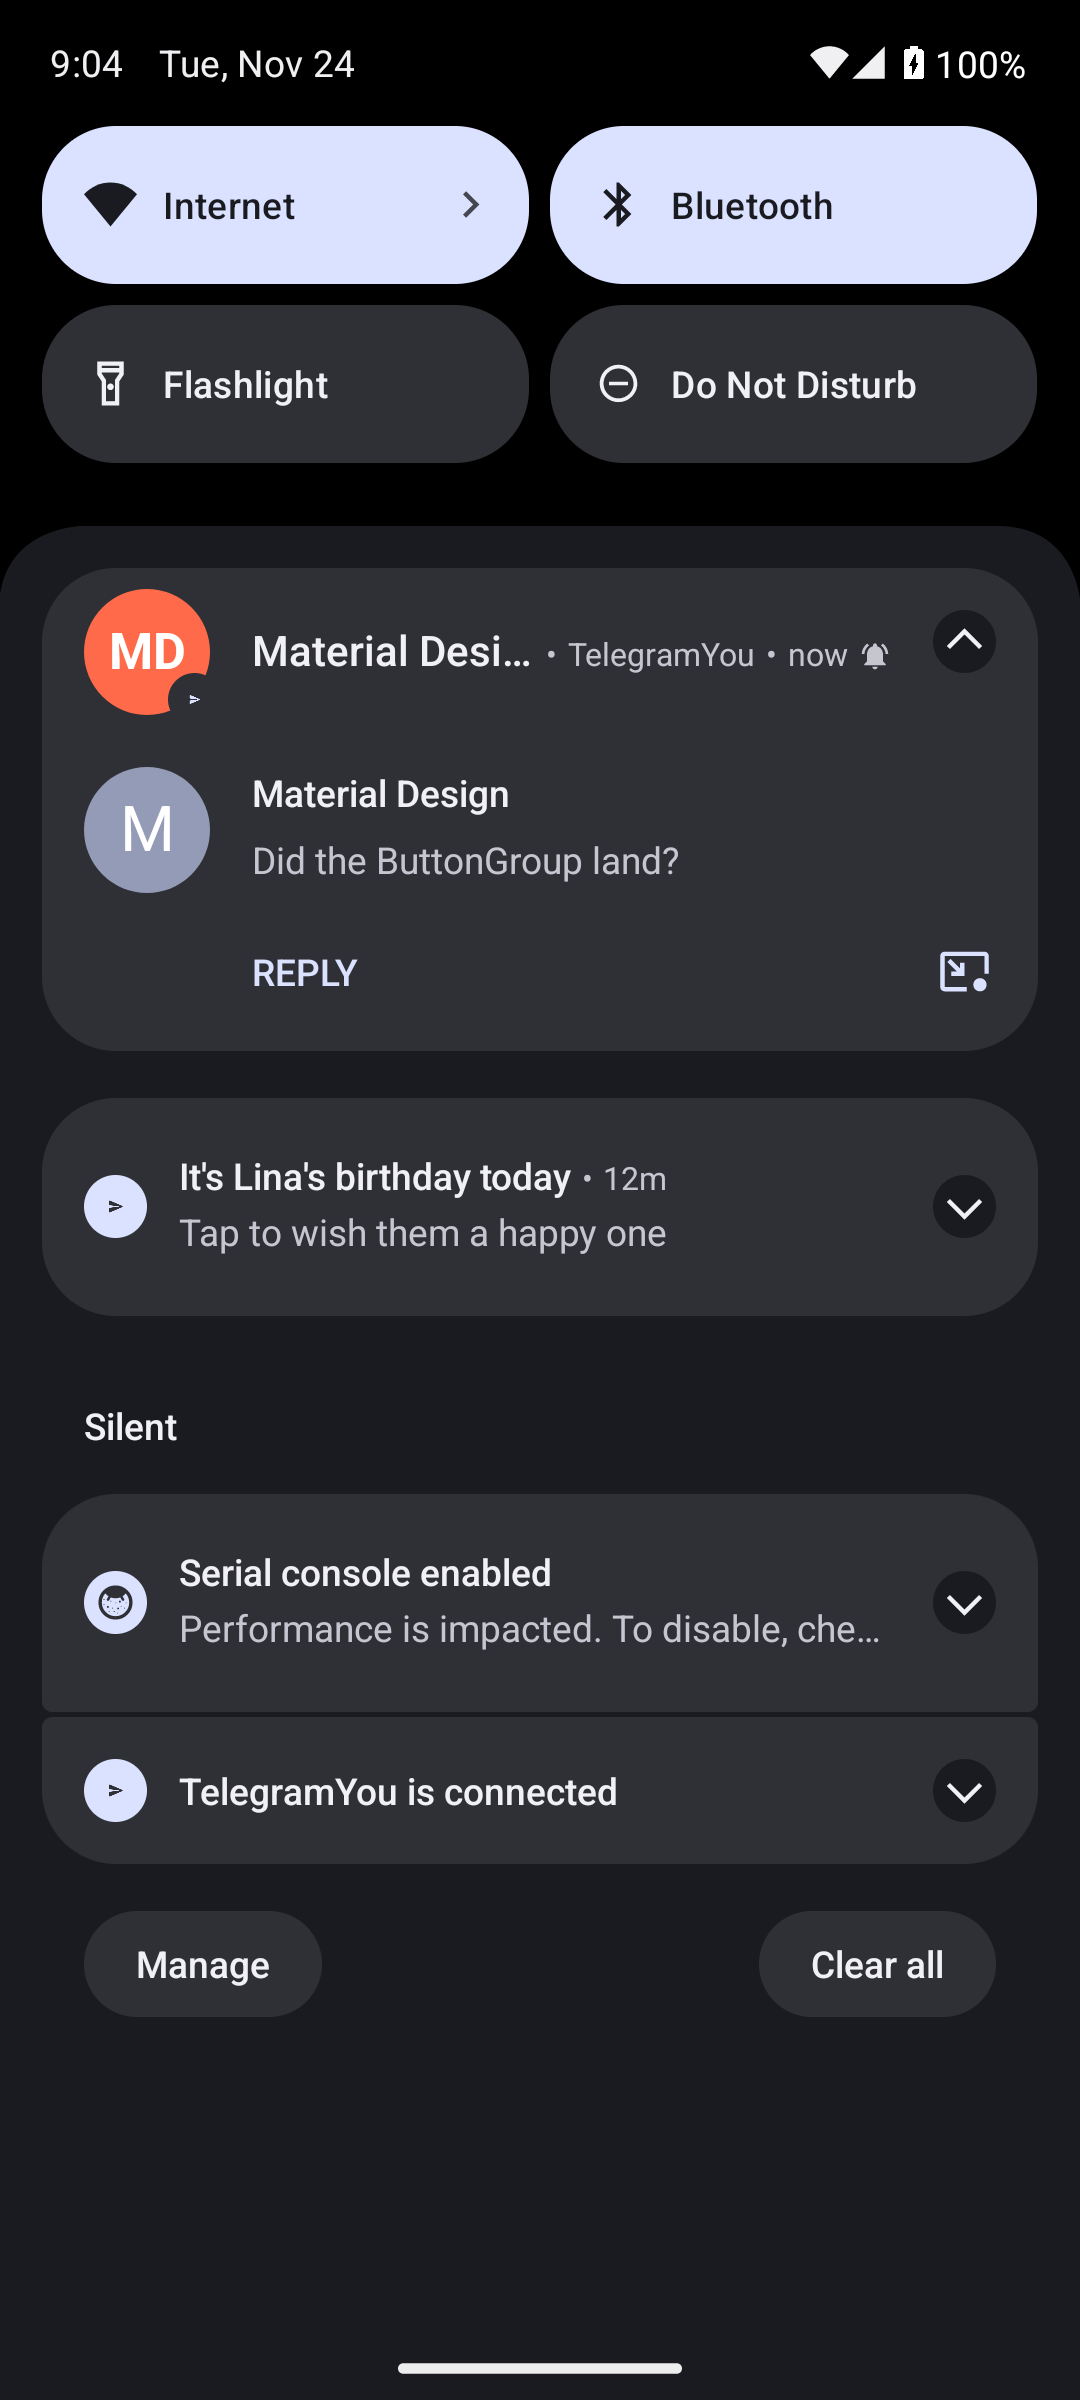 9:04 Tue, Nov 24 100%
Internet Bluetooth
Flashlight Do Not Disturb
MD Material Desi… • TelegramYou • now
Material Design
M
Did the ButtonGroup land?
REPLY
It's Lina's birthday today • 12m
Tap to wish them a happy one
Silent
Serial console enabled
Performance is impacted. To disable, che…
TelegramYou is connected
Manage Clear all